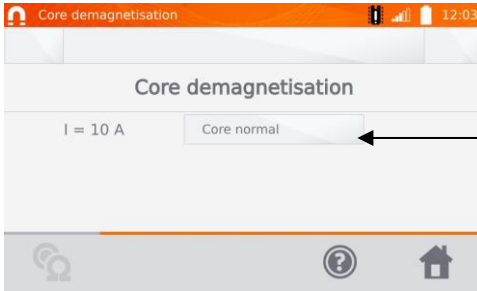 Core demagnetisation 12:03
Core demagnetisation
I = 10 A Core normal